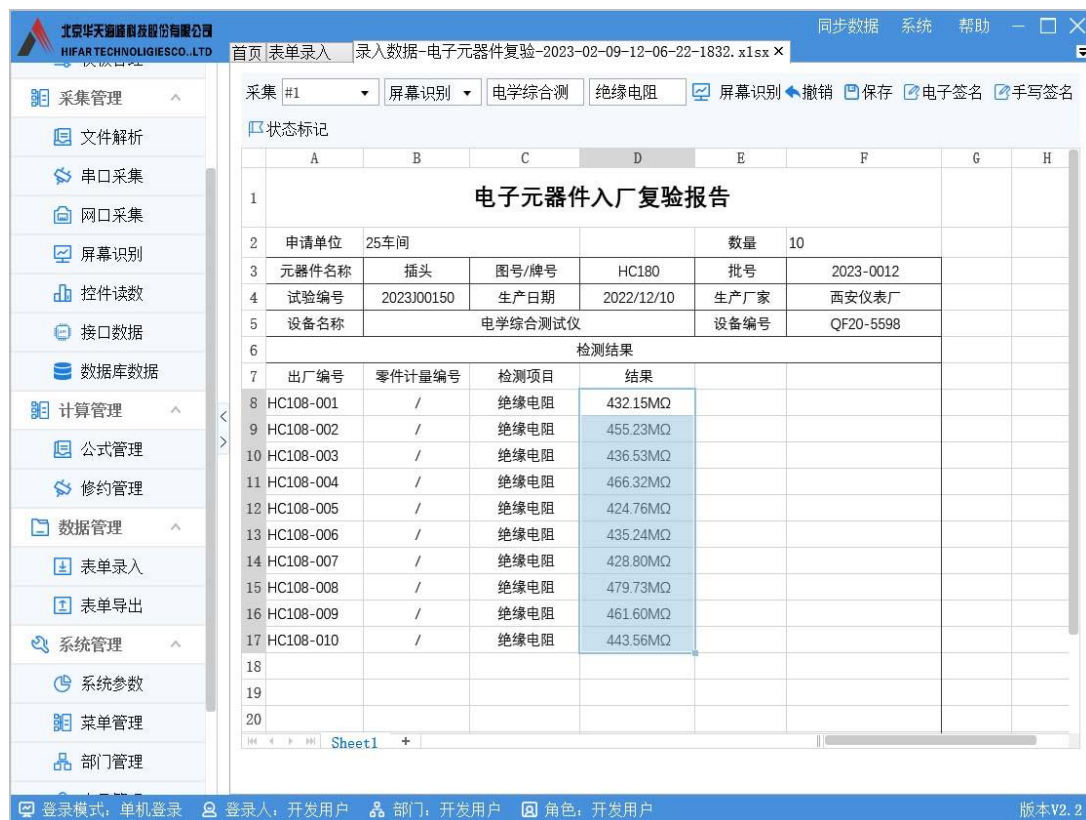 北京华天海峰科技股份有限公司
HIFAR TECHNOLIGIESCO..LTD
同步数据 系统 帮助
首页 表单录入 录入数据-电子元器件复验-2023-02-09-12-06-22-1832.xlsx ×
采集管理
文件解析
串口采集
网口采集
屏幕识别
控件读数
接口数据
数据库数据
计算管理
公式管理
修约管理
数据管理
表单录入
表单导出
系统管理
系统参数
菜单管理
部门管理
采集 #1 屏幕识别 电学综合测 绝缘电阻 屏幕识别 撤销 保存 电子签名 手写签名
状态标记
A B C D E F G H
1 电子元器件入厂复验报告
2 申请单位 25车间 数量 10
3 元器件名称 插头 图号/牌号 HC180 批号 2023-0012
4 试验编号 2023J00150 生产日期 2022/12/10 生产厂家 西安仪表厂
5 设备名称 电学综合测试仪 设备编号 QF20-5598
6 检测结果
7 出厂编号 零件计量编号 检测项目 结果
8 HC108-001 / 绝缘电阻 432.15MΩ
9 HC108-002 / 绝缘电阻 455.23MΩ
10 HC108-003 / 绝缘电阻 436.53MΩ
11 HC108-004 / 绝缘电阻 466.32MΩ
12 HC108-005 / 绝缘电阻 424.76MΩ
13 HC108-006 / 绝缘电阻 435.24MΩ
14 HC108-007 / 绝缘电阻 428.80MΩ
15 HC108-008 / 绝缘电阻 479.73MΩ
16 HC108-009 / 绝缘电阻 461.60MΩ
17 HC108-010 / 绝缘电阻 443.56MΩ
18
19
20
Sheet1 +
登录模式: 单机登录 登录人: 开发用户 部门: 开发用户 角色: 开发用户 版本V2.2